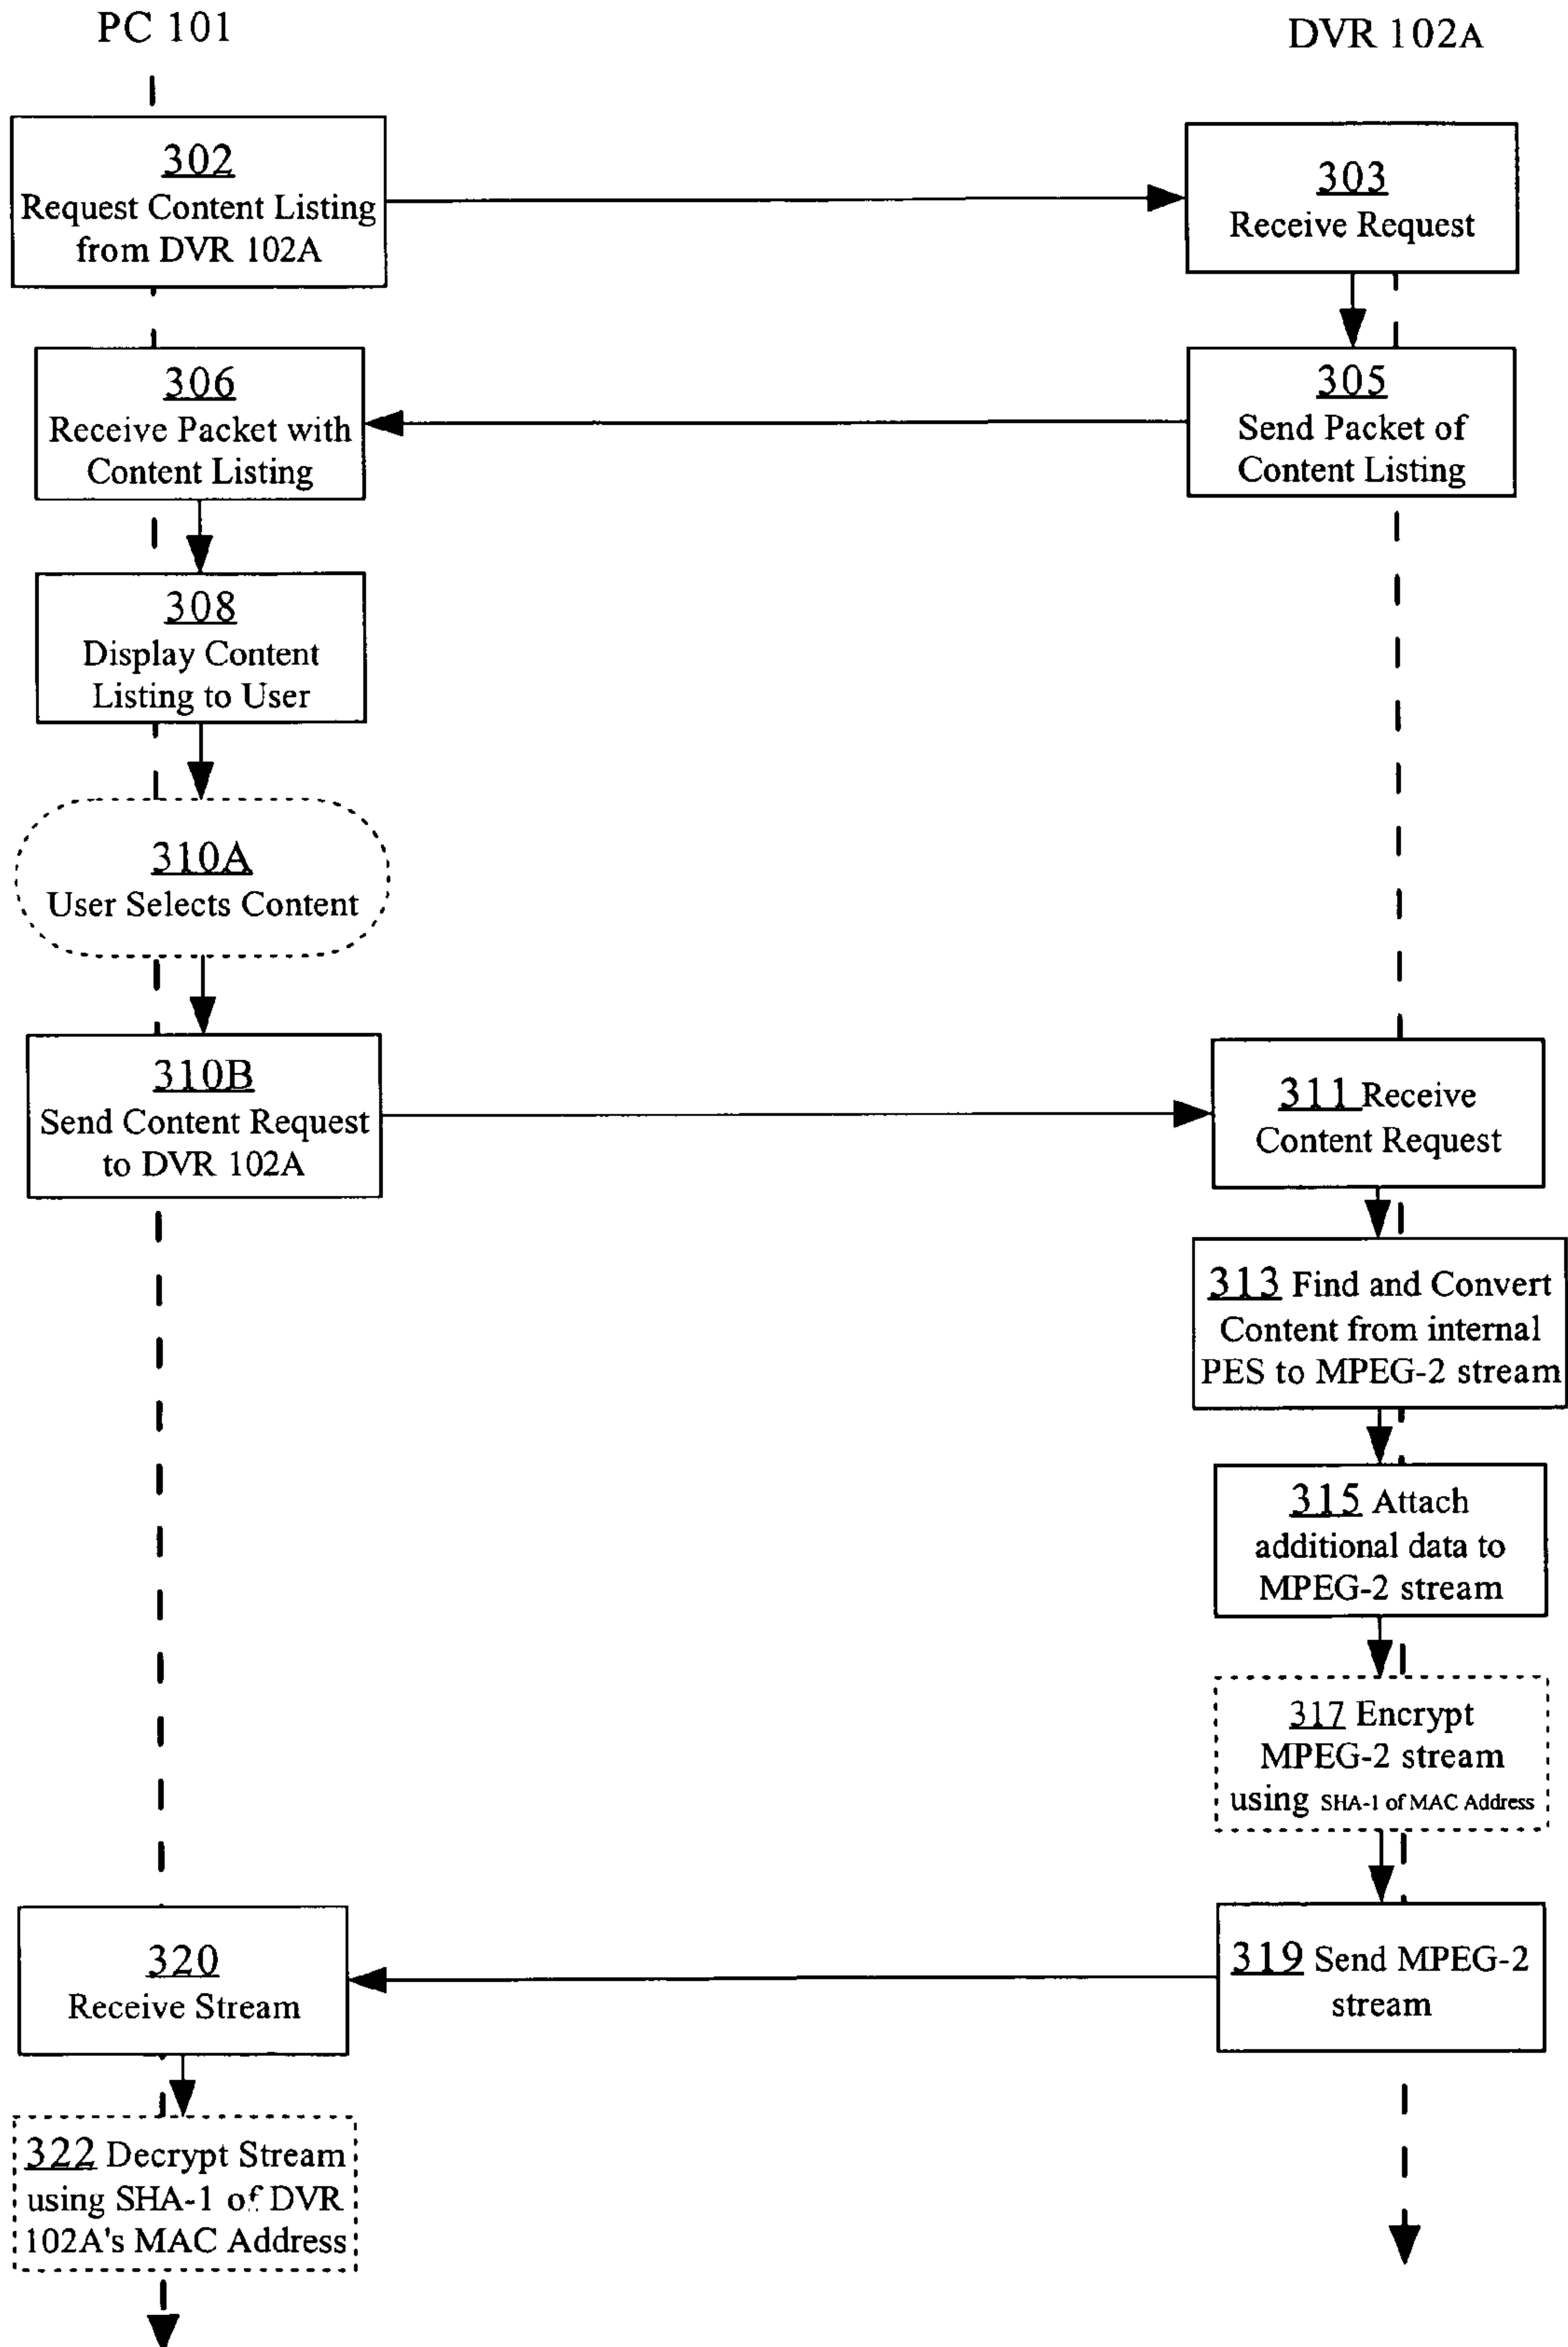 PC 101
DVR 102A
302
Request Content Listing
from DVR 102A
303
Receive Request
306
Receive Packet with
Content Listing
305
Send Packet of
Content Listing
308
Display Content
Listing to User
310A
User Selects Content
310B
Send Content Request
to DVR 102A
311 Receive
Content Request
313 Find and Convert
Content from internal
PES to MPEG-2 stream
315 Attach
additional data to
MPEG-2 stream
317 Encrypt
MPEG-2 stream
using SHA-1 of MAC Address
320
Receive Stream
319 Send MPEG-2
stream
322 Decrypt Stream
using SHA-1 of DVR
102A's MAC Address